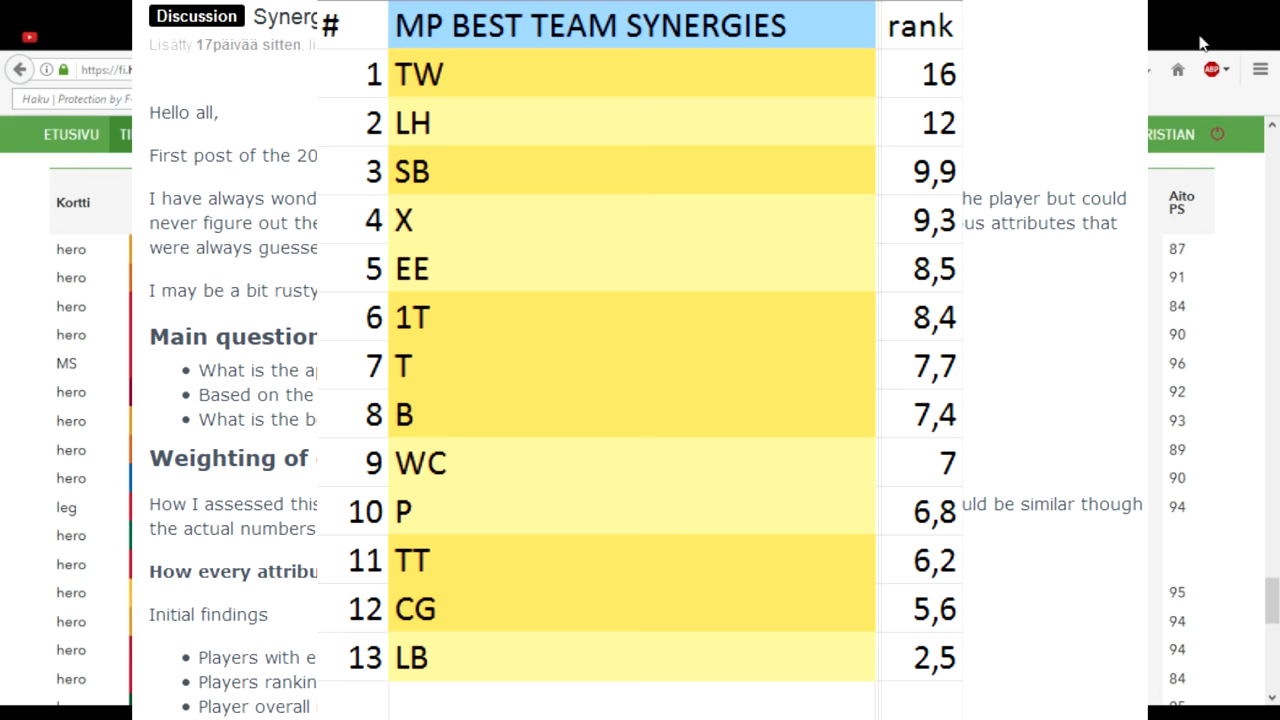 Discussion Synerg
Lisätty 17päivää sitten, li
# MP BEST TEAM SYNERGIES rank
1 TW 16
2 LH 12
3 SB 9,9
4 X 9,3
5 EE 8,5
6 1T 8,4
7 T 7,7
8 B 7,4
9 WC 7
10 P 6,8
11 TT 6,2
12 CG 5,6
13 LB 2,5
https://fi.h
Haku | Protection by F-
ETUSIVU TI
RISTIAN
ABP
Kortti
hero
hero
hero
hero
MS
hero
hero
hero
hero
leg
hero
hero
hero
hero
hero
hero
Hello all,
First post of the 20
I have always wond he player but could
never figure out the us attributes that
were always guesse
I may be a bit rusty
Main question
• What is the a
• Based on the
• What is the b
Weighting of
How I assessed this uld be similar though
the actual numbers
How every attribu
Initial findings
• Players with e
• Players rankin
• Player overall
Aito
PS
87
91
84
90
96
92
93
89
90
94
95
94
94
84
95